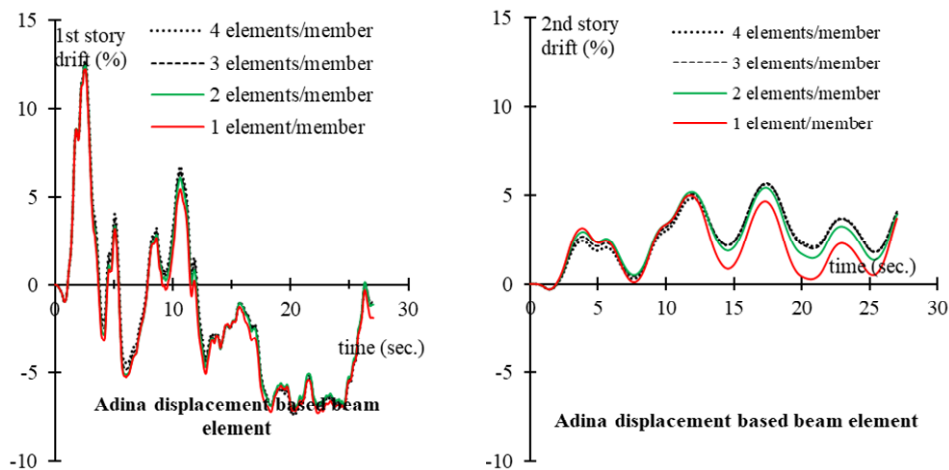 15
10
5
0
-5
-10
0
10
20
30
1st story
drift (%)
4 elements/member
3 elements/member
2 elements/member
1 element/member
time (sec.)
Adina displacement based beam
element
15
10
5
0
-5
-10
0
5
10
15
20
25
30
2nd story
drift (%)
4 elements/member
3 elements/member
2 elements/member
1 element/member
time (sec.)
Adina displacement based beam element